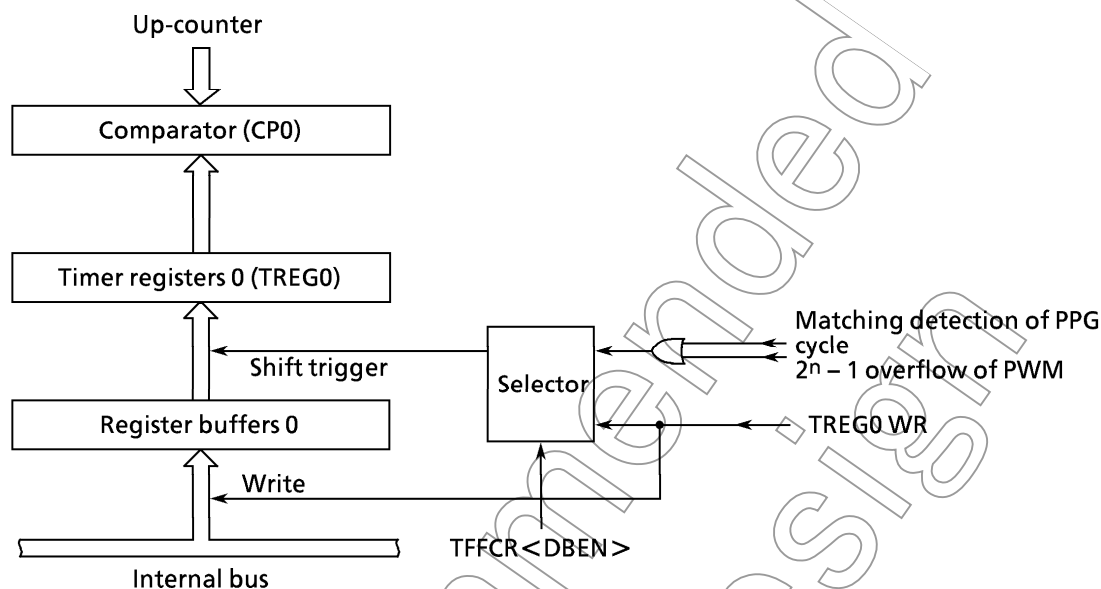 Up-counter
Comparator (CP0)
Timer registers 0 (TREG0)
Matching detection of PPG
cycle
Shift trigger
Selector
2ⁿ – 1 overflow of PWM
Register buffers 0
TREG0 WR
Write
TFFCR<DBEN>
Internal bus